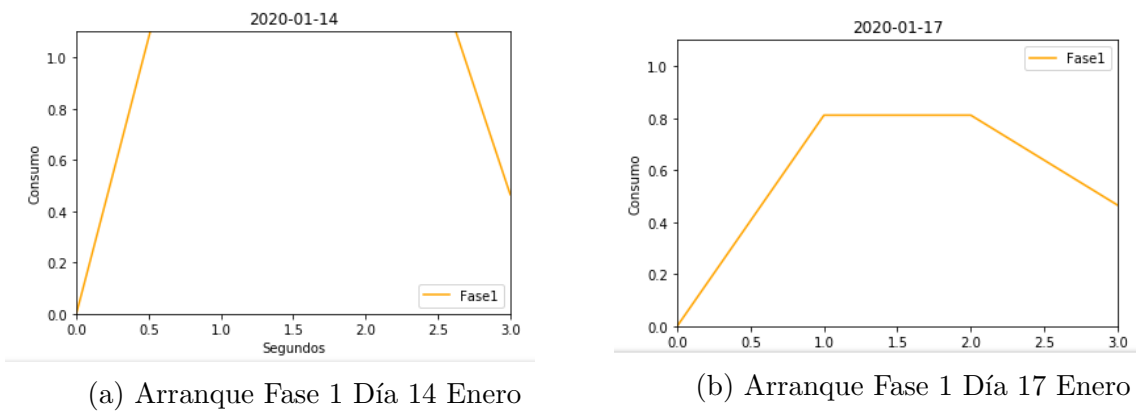 2020-01-14
1.0
0.8
0.6
0.4
0.2
0.0
Consumo
Fase1
0.0 0.5 1.0 1.5 2.0 2.5 3.0
Segundos
(a) Arranque Fase 1 Día 14 Enero
2020-01-17
1.0
0.8
0.6
0.4
0.2
0.0
Consumo
Fase1
0.0 0.5 1.0 1.5 2.0 2.5 3.0
(b) Arranque Fase 1 Día 17 Enero